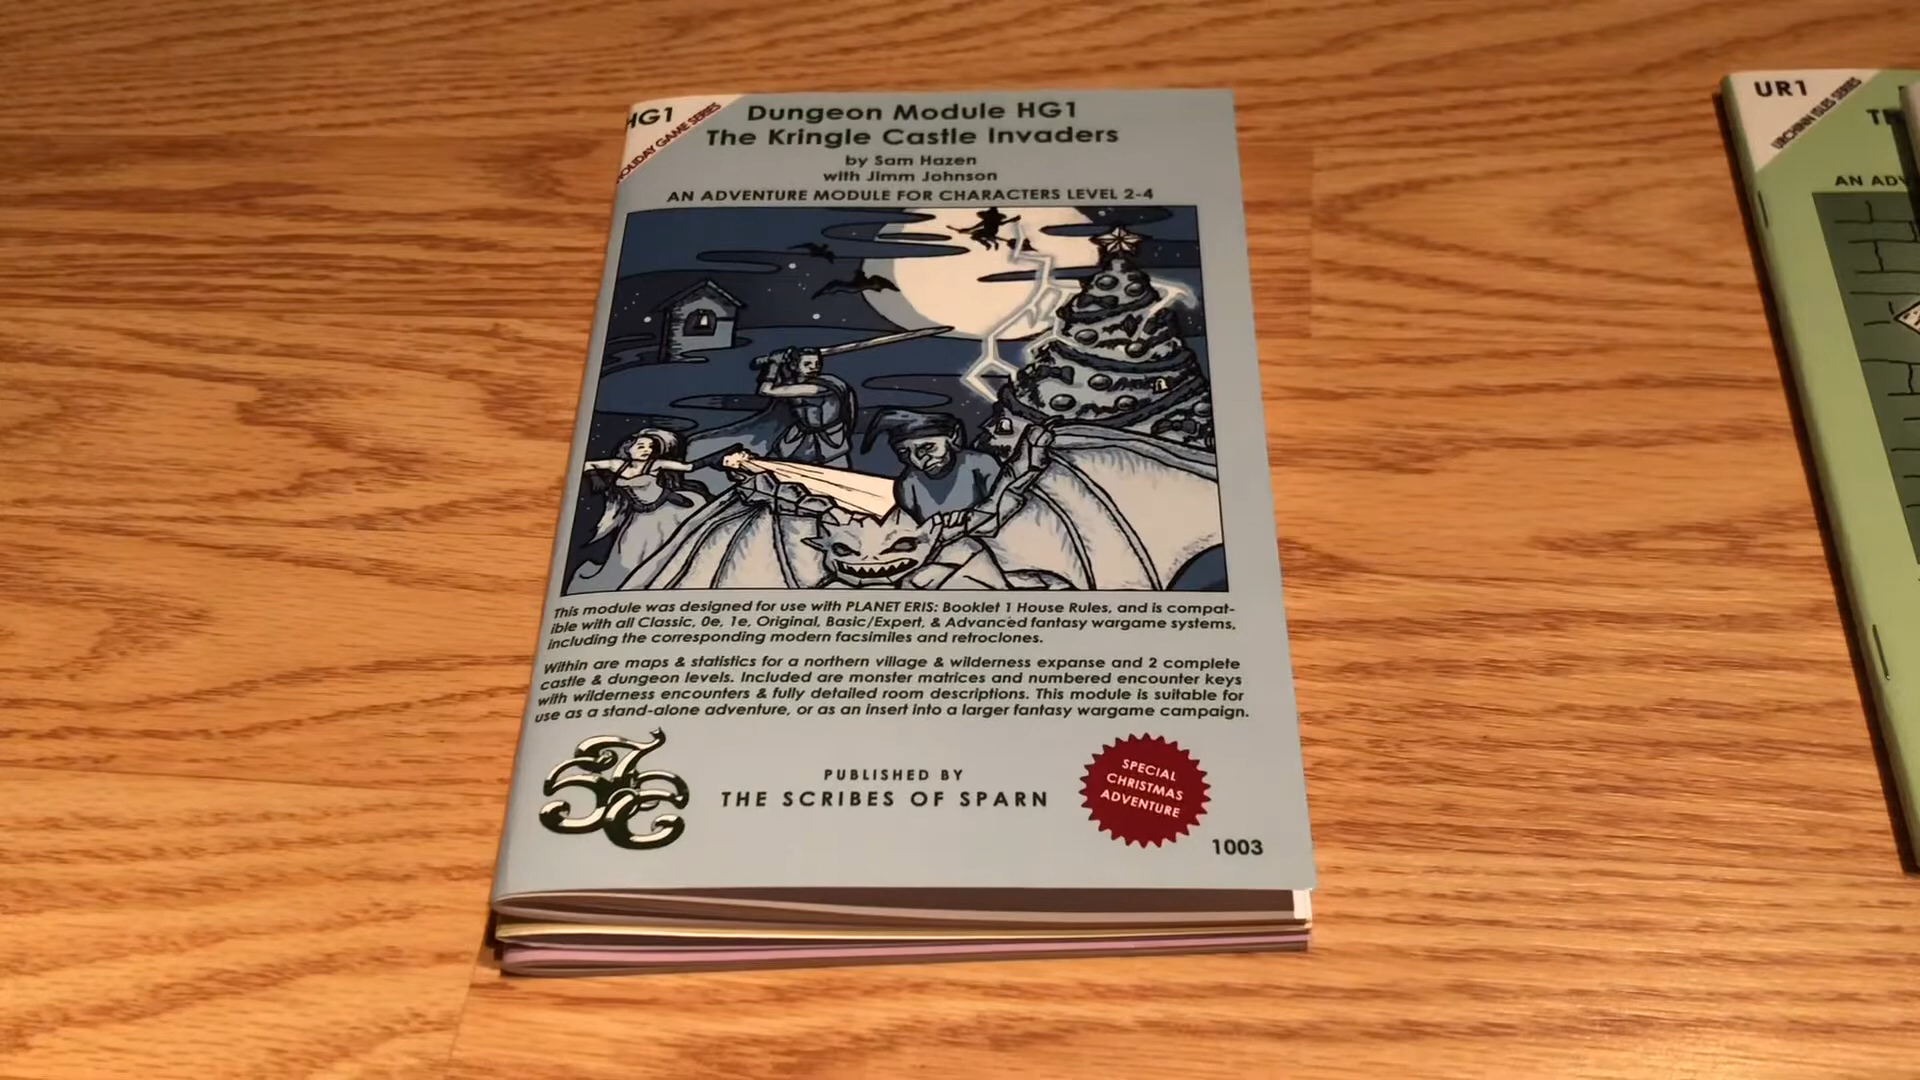 HG1
HOLIDAY GAME SERIES
Dungeon Module HG1
The Kringle Castle Invaders
by Sam Hazen
with Jimm Johnson
AN ADVENTURE MODULE FOR CHARACTERS LEVEL 2-4
This module was designed for use with PLANET ERIS: Booklet 1 House Rules, and is compat-
ible with all Classic, 0e, 1e, Original, Basic/Expert, & Advanced fantasy wargame systems,
including the corresponding modern facsimiles and retroclones.
Within are maps & statistics for a northern village & wilderness expanse and 2 complete
castle & dungeon levels. Included are monster matrices and numbered encounter keys
with wilderness encounters & fully detailed room descriptions. This module is suitable for
use as a stand-alone adventure, or as an insert into a larger fantasy wargame campaign.
PUBLISHED BY
THE SCRIBES OF SPARN
SPECIAL
CHRISTMAS
ADVENTURE
1003
UR1
URCHINN ISLES SERIES
AN